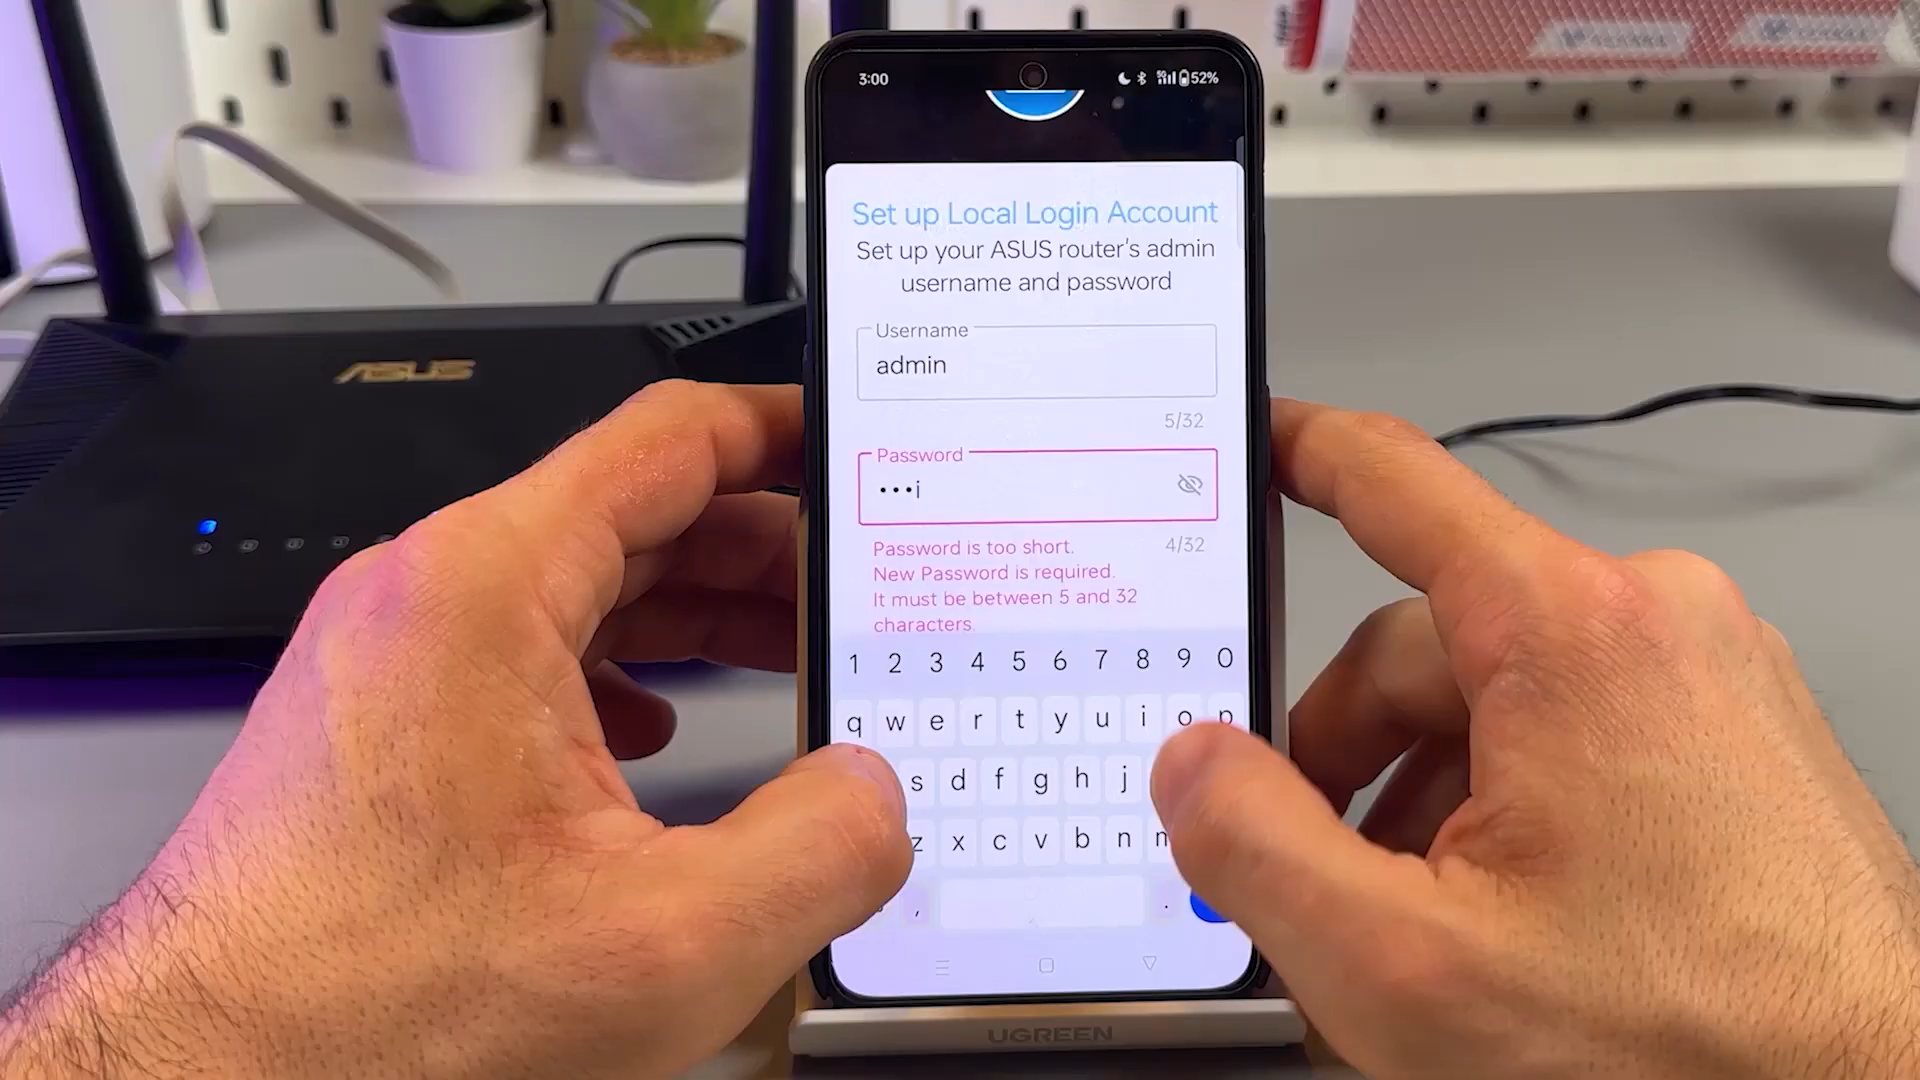 3:00
5G
52%
Set up Local Login Account
Set up your ASUS router's admin
username and password
Username
admin
5/32
Password
•••i
Password is too short.
4/32
New Password is required.
It must be between 5 and 32
characters.
1 2 3 4 5 6 7 8 9 0
q w e r t y u i o p
s d f g h j
z x c v b n m
, .
ASUS
UGREEN